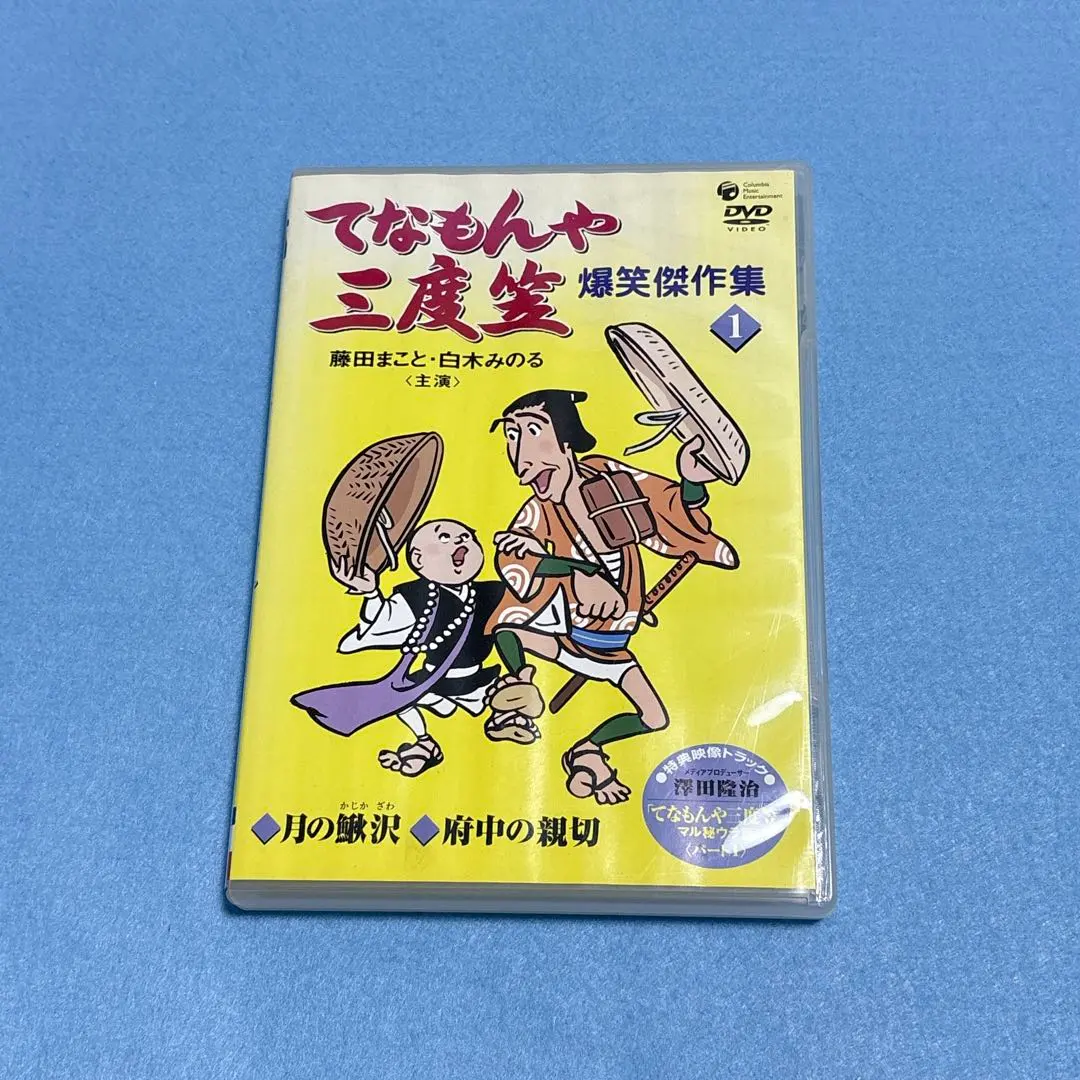 Columbia
Music
Entertainment
DVD
VIDEO
てなもんや
三度笠
爆笑傑作集
1
藤田まこと・白木みのる
〈主演〉
かじか ざわ
◆月の鰍沢 ◆府中の親切
●特典映像トラック●
メディアプロデューサー
澤田隆治
「てなもんや三度
マル秘ウラ
〈パート1〉